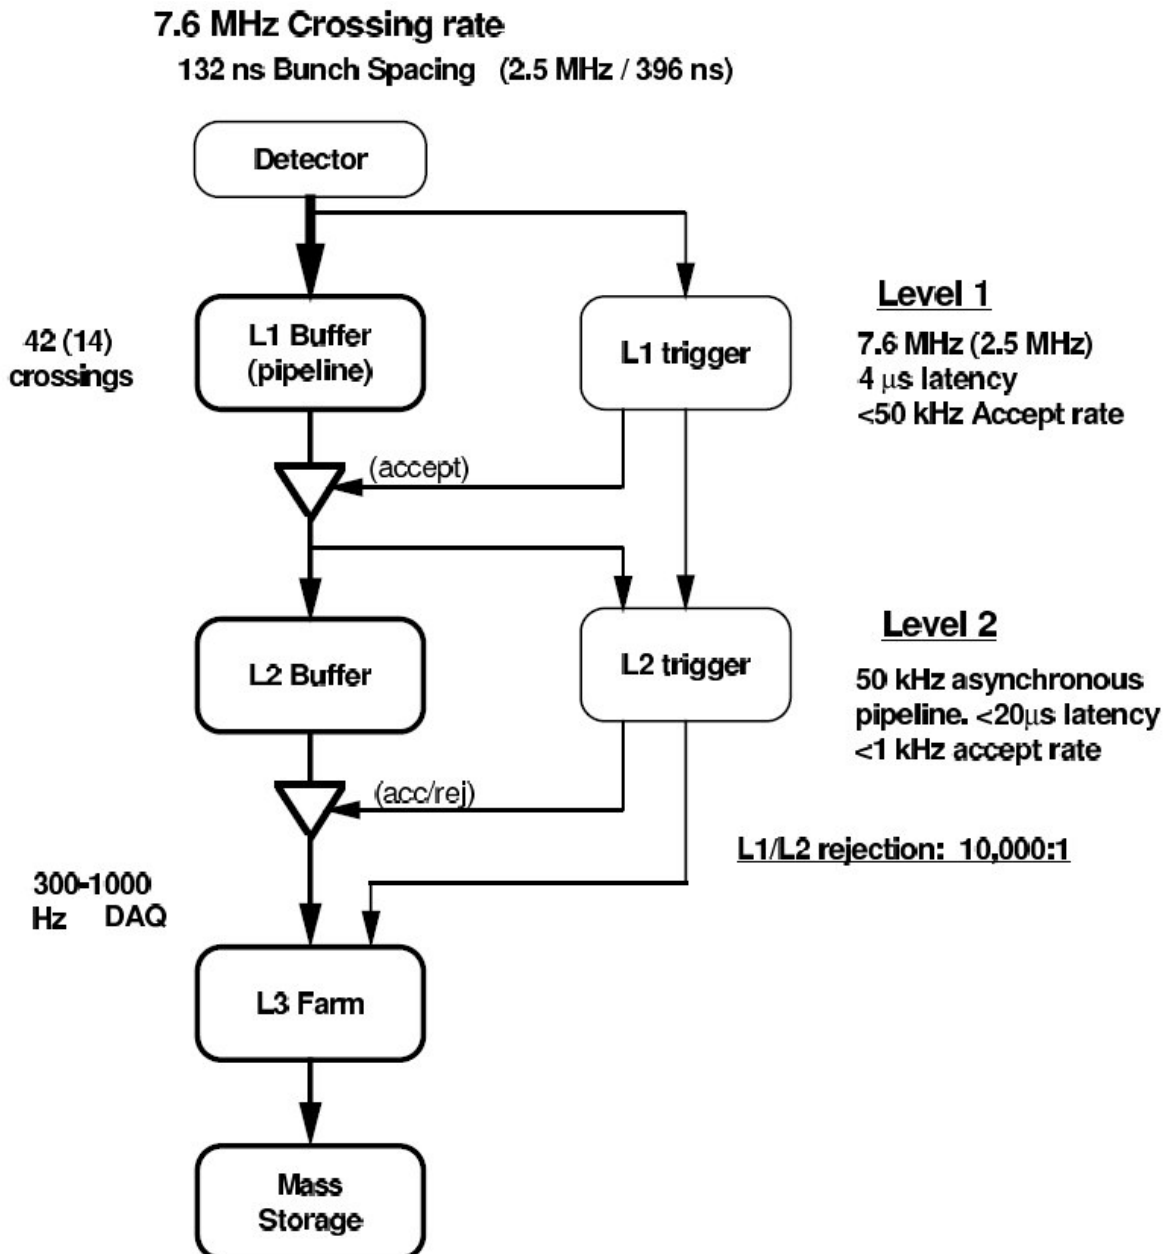 7.6 MHz Crossing rate
132 ns Bunch Spacing (2.5 MHz / 396 ns)
Detector
L1 Buffer
(pipeline)
L1 trigger
42 (14)
crossings
Level 1
7.6 MHz (2.5 MHz)
4 μs latency
<50 kHz Accept rate
(accept)
L2 Buffer
L2 trigger
Level 2
50 kHz asynchronous
pipeline. <20μs latency
<1 kHz accept rate
(acc/rej)
L1/L2 rejection: 10,000:1
300-1000
Hz DAQ
L3 Farm
Mass
Storage